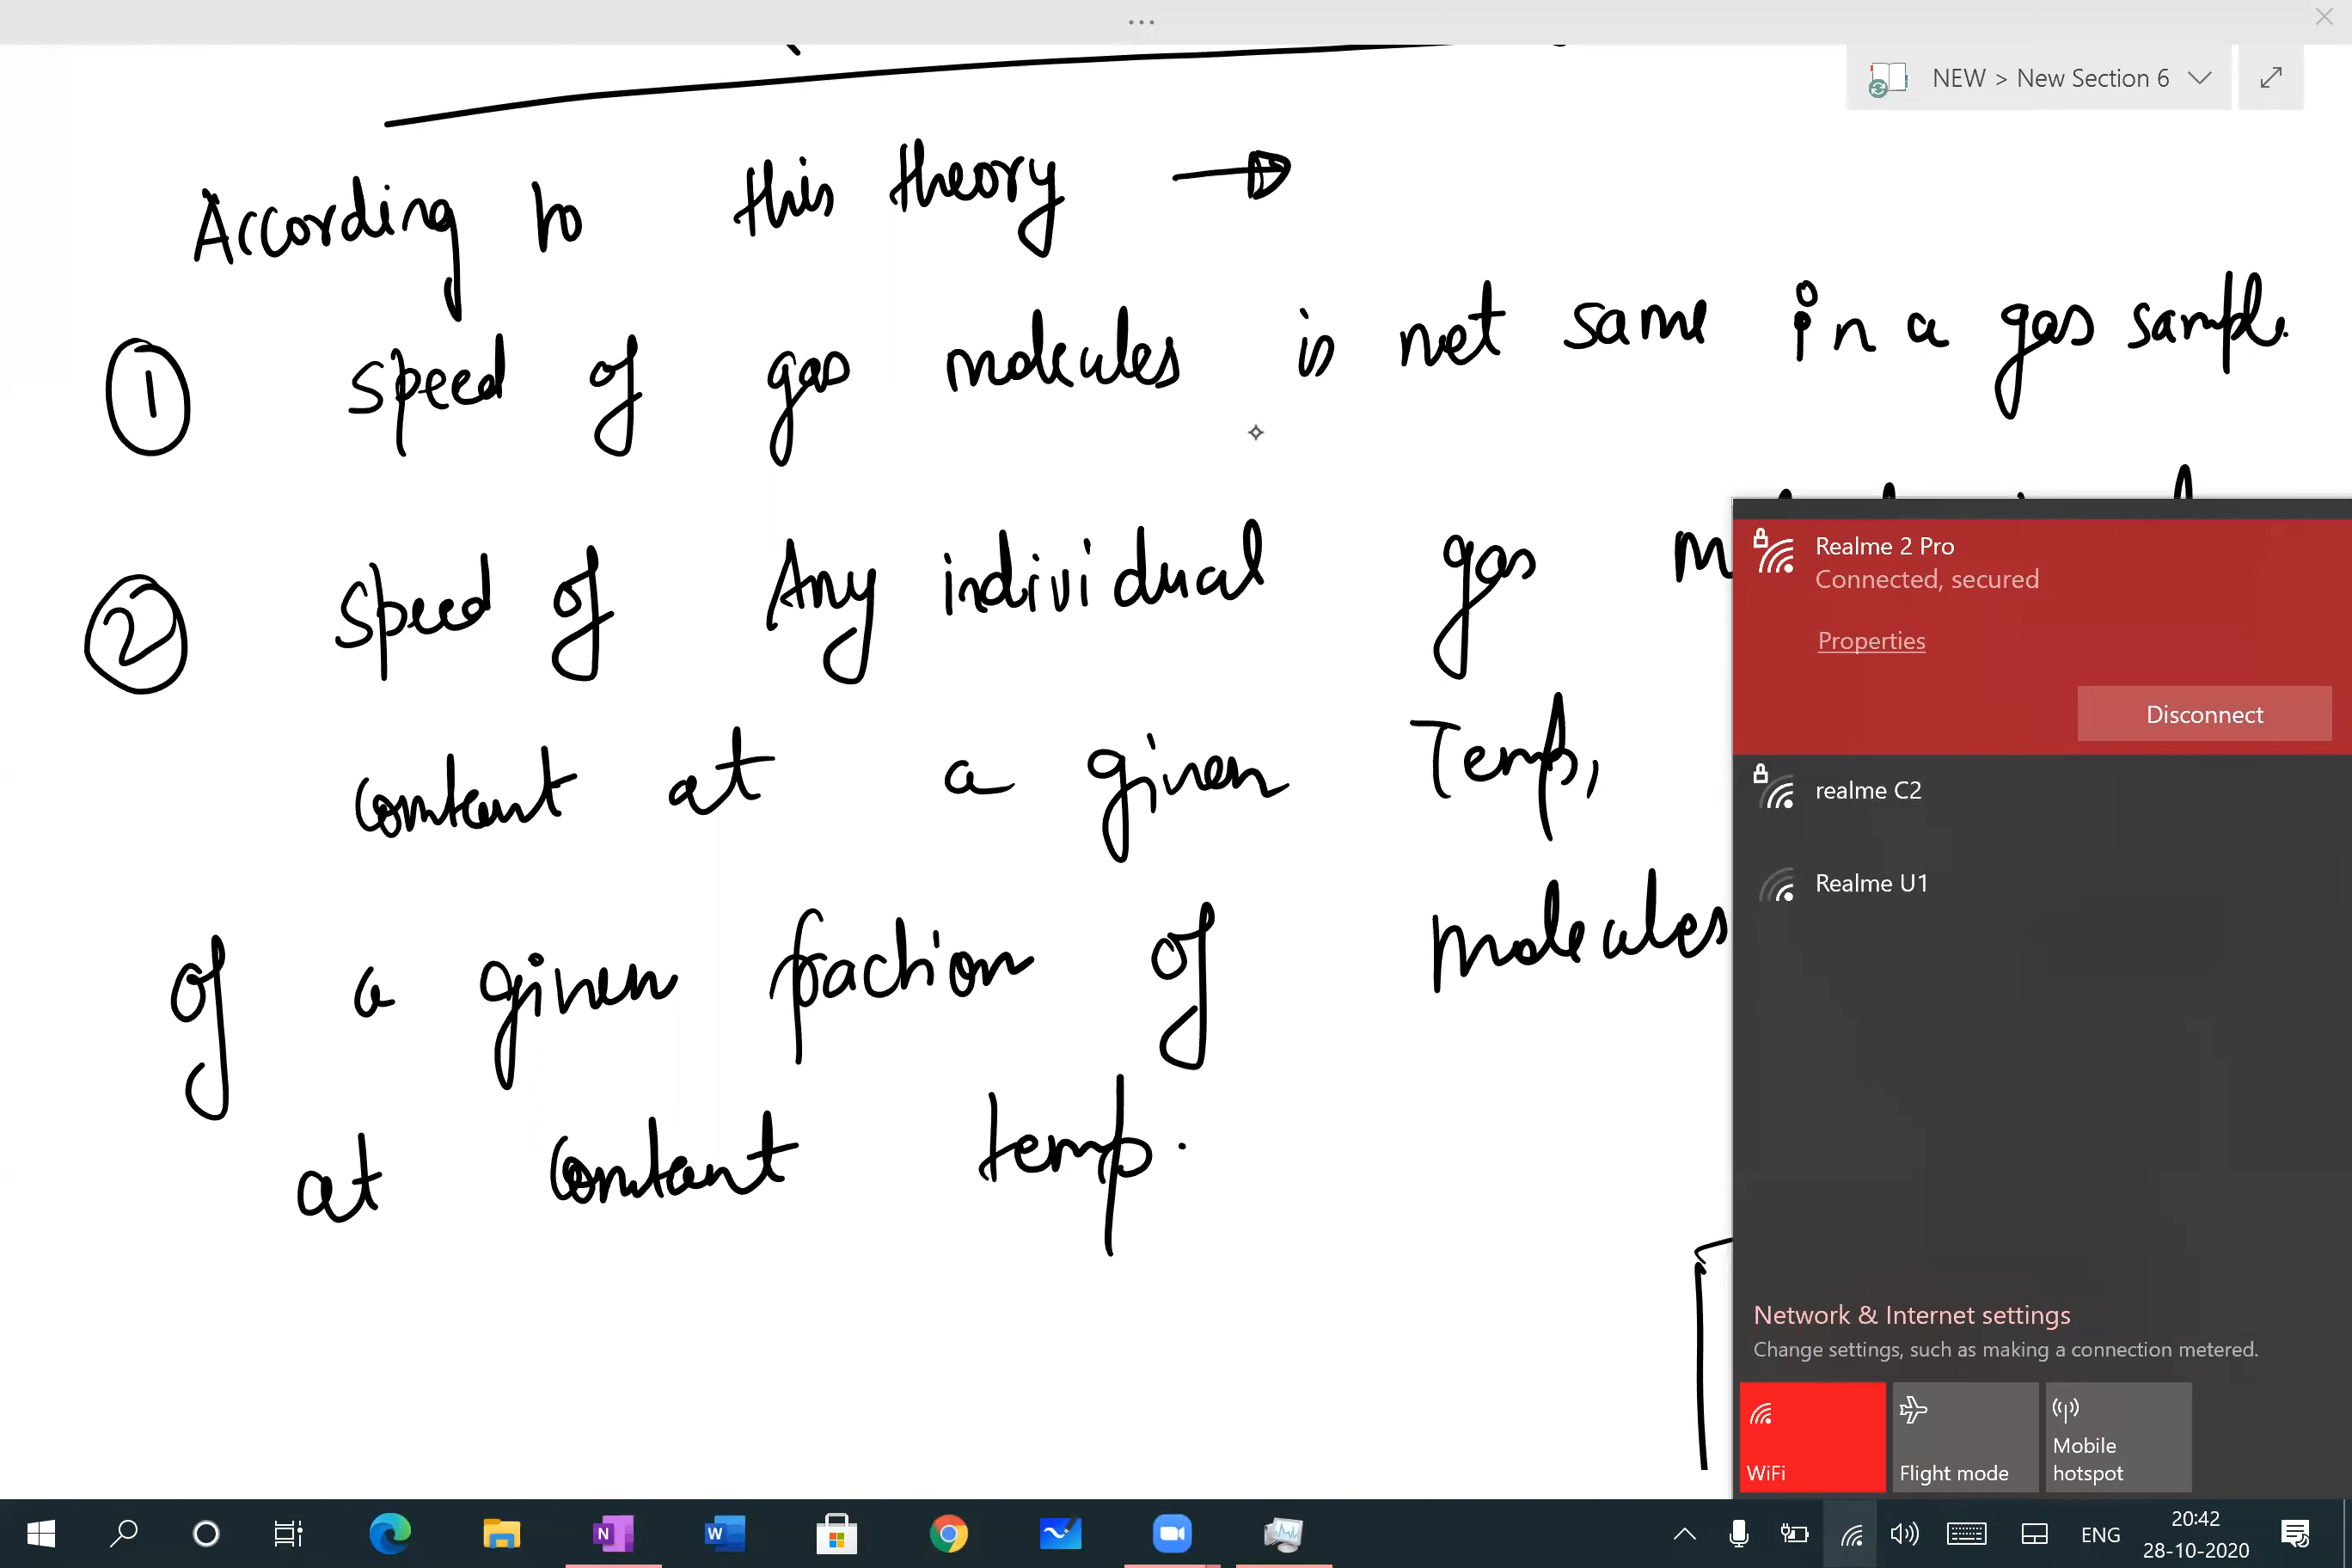 NEW > New Section 6
According to this theory
① speed of gas molecules is not same in a gas sample.
② speed of Any individual gas
constant at a given Temp,
of a given fraction of molecules
at constant temp.
Realme 2 Pro
Connected, secured
Properties
Disconnect
realme C2
Realme U1
Network & Internet settings
Change settings, such as making a connection metered.
WiFi
Flight mode
Mobile
hotspot
ENG
20:42
28-10-2020